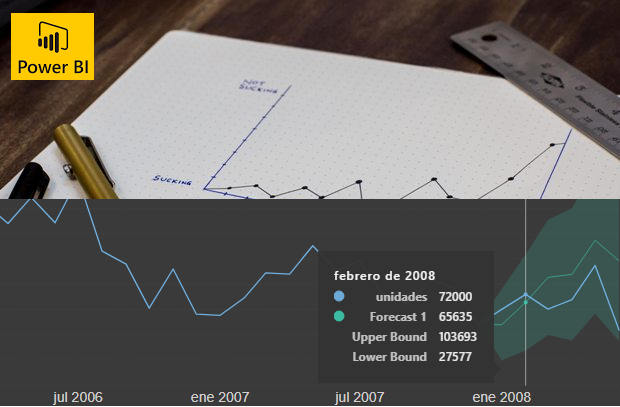 Power BI
NOT
SUCKING
SUCKING
febrero de 2008
unidades 72000
Forecast 1 65635
Upper Bound 103693
Lower Bound 27577
jul 2006
ene 2007
jul 2007
ene 2008